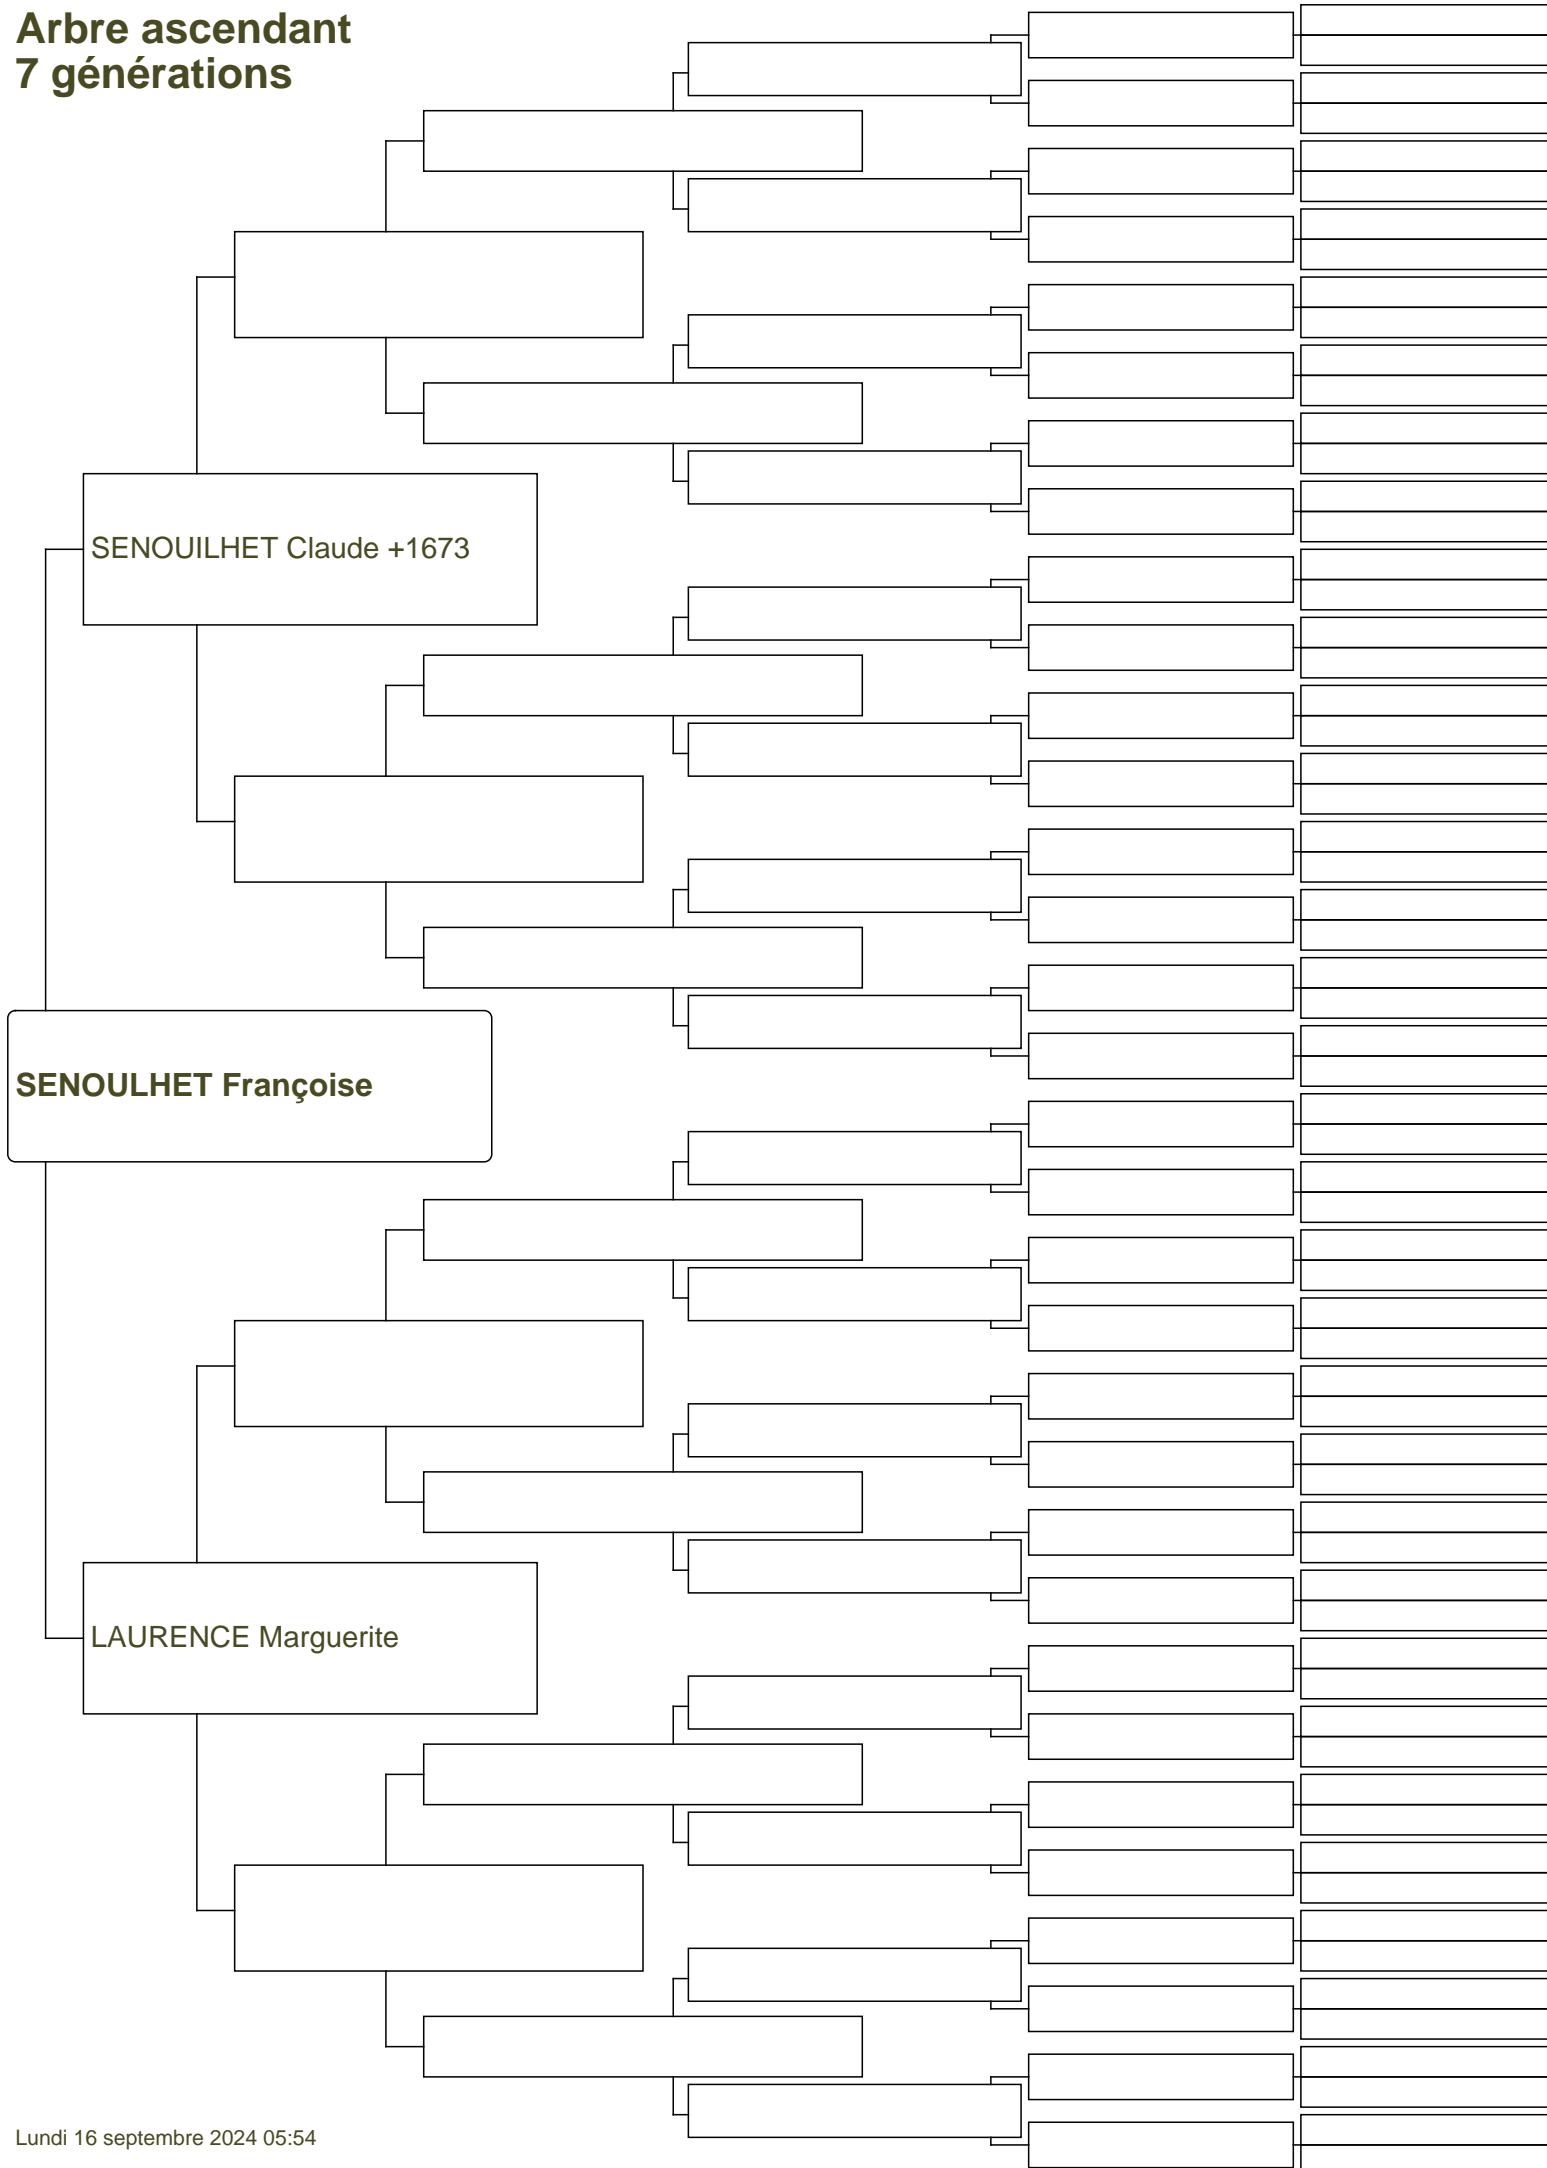 Arbre ascendant
7 générations
SENOUILHET Claude +1673
SENOULHET Françoise
LAURENCE Marguerite
Lundi 16 septembre 2024 05:54